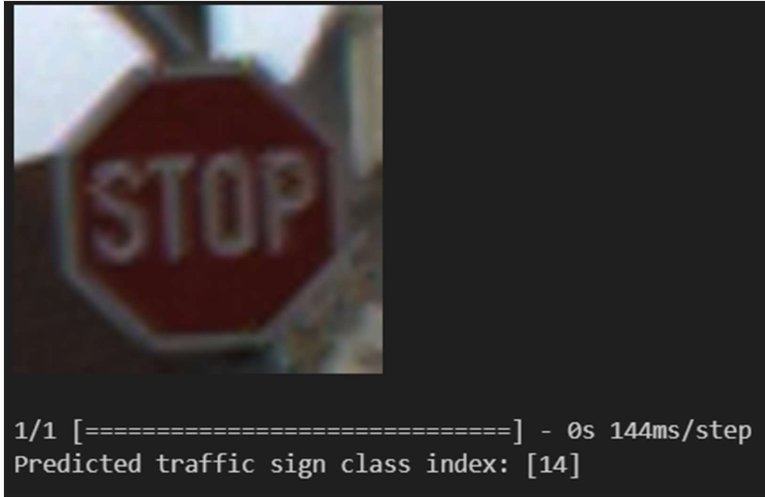 STOP
1/1 [==============================] - 0s 144ms/step
Predicted traffic sign class index: [14]